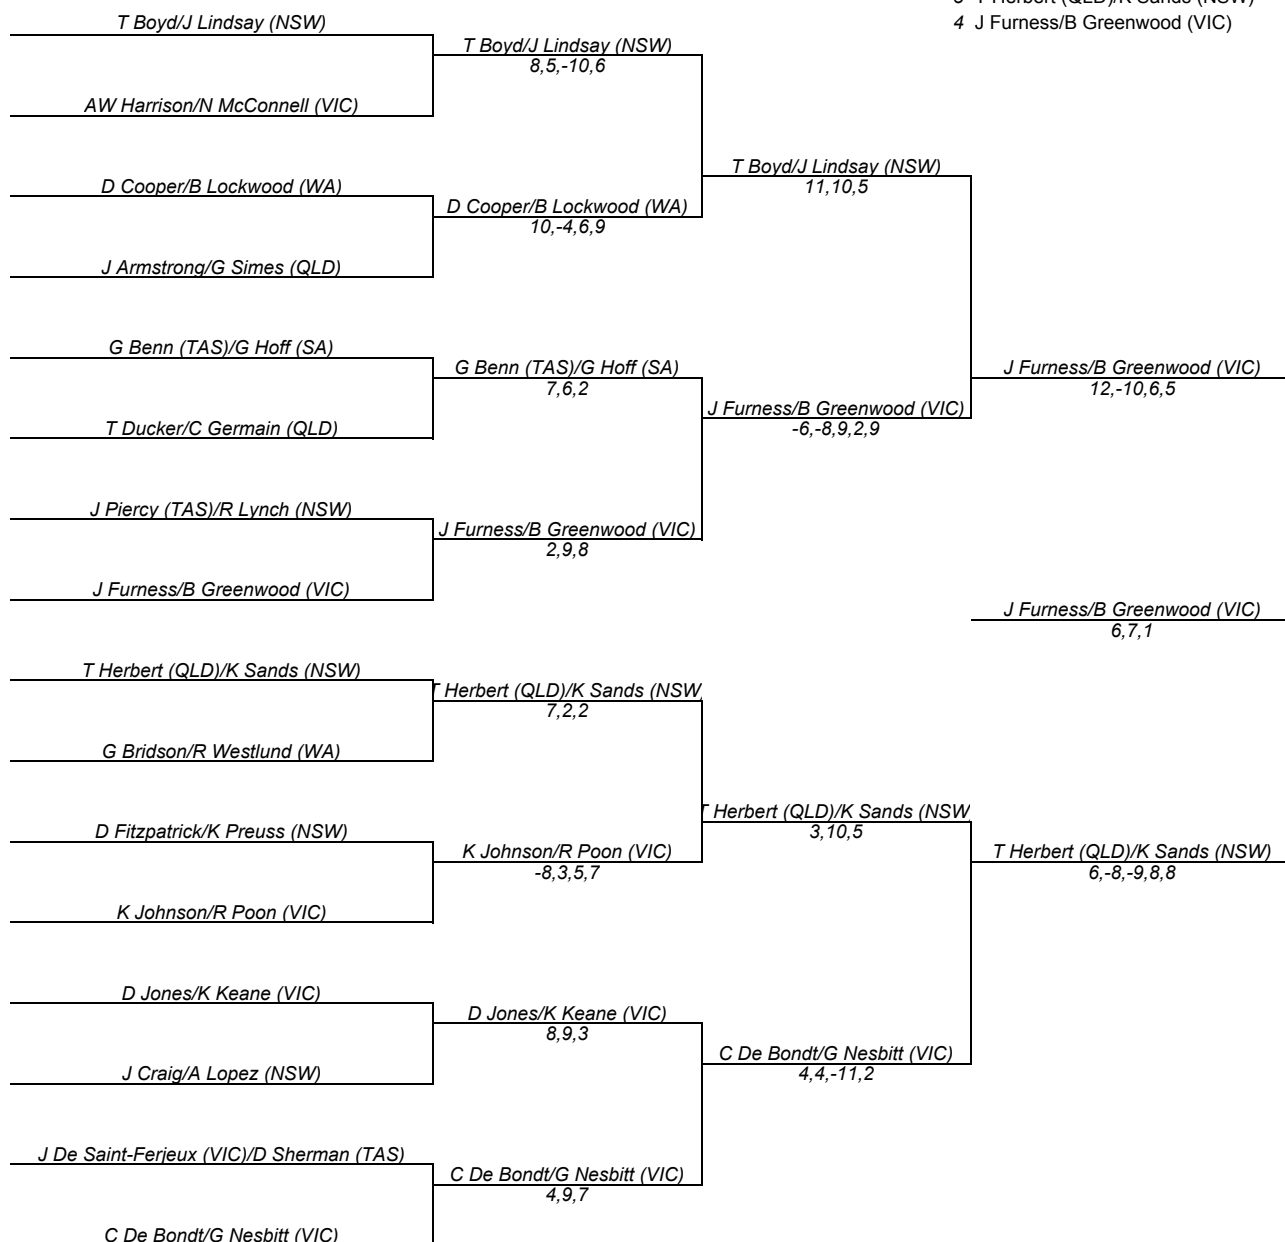 3 T Herbert (QLD)/K Sands (NSW)
4 J Furness/B Greenwood (VIC)
T Boyd/J Lindsay (NSW)
T Boyd/J Lindsay (NSW)
8,5,-10,6
AW Harrison/N McConnell (VIC)
T Boyd/J Lindsay (NSW)
11,10,5
D Cooper/B Lockwood (WA)
D Cooper/B Lockwood (WA)
10,-4,6,9
J Armstrong/G Simes (QLD)
G Benn (TAS)/G Hoff (SA)
G Benn (TAS)/G Hoff (SA)
7,6,2
J Furness/B Greenwood (VIC)
12,-10,6,5
J Furness/B Greenwood (VIC)
-6,-8,9,2,9
T Ducker/C Germain (QLD)
J Piercy (TAS)/R Lynch (NSW)
J Furness/B Greenwood (VIC)
2,9,8
J Furness/B Greenwood (VIC)
J Furness/B Greenwood (VIC)
6,7,1
T Herbert (QLD)/K Sands (NSW)
T Herbert (QLD)/K Sands (NSW
7,2,2
G Bridson/R Westlund (WA)
T Herbert (QLD)/K Sands (NSW
3,10,5
D Fitzpatrick/K Preuss (NSW)
K Johnson/R Poon (VIC)
-8,3,5,7
T Herbert (QLD)/K Sands (NSW)
6,-8,-9,8,8
K Johnson/R Poon (VIC)
D Jones/K Keane (VIC)
D Jones/K Keane (VIC)
8,9,3
C De Bondt/G Nesbitt (VIC)
4,4,-11,2
J Craig/A Lopez (NSW)
J De Saint-Ferjeux (VIC)/D Sherman (TAS)
C De Bondt/G Nesbitt (VIC)
4,9,7
C De Bondt/G Nesbitt (VIC)